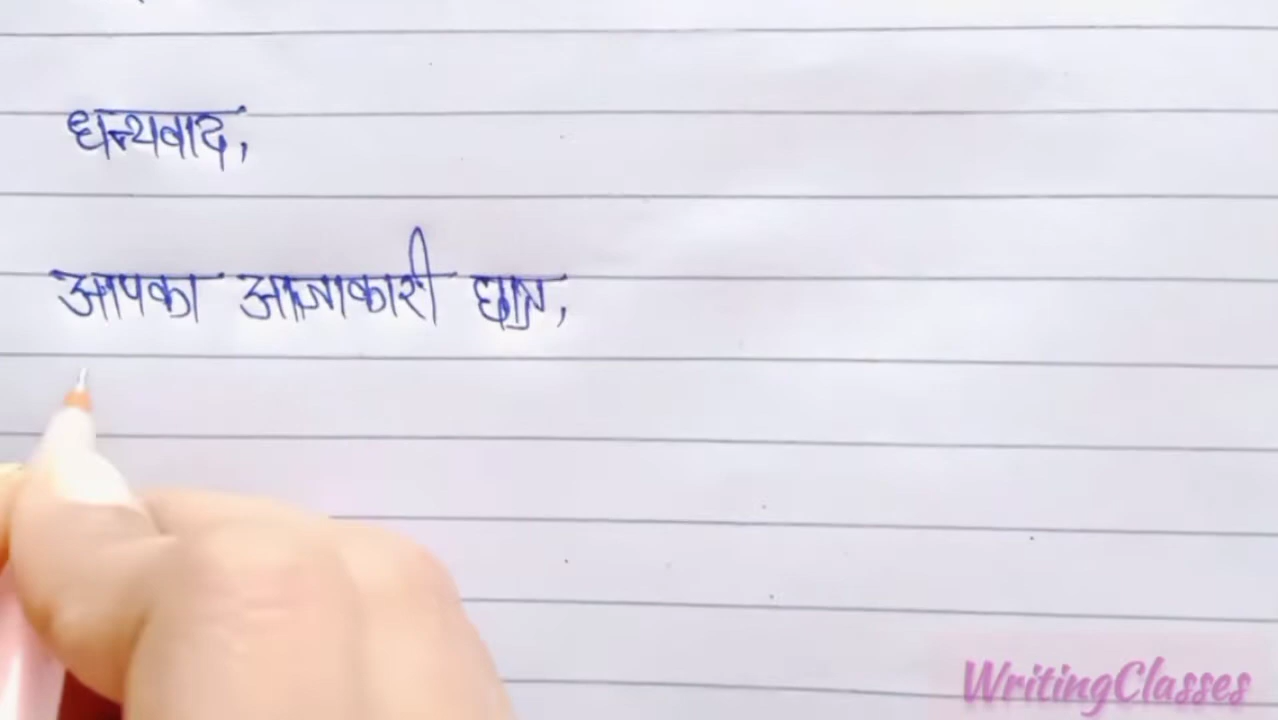 धन्यवाद,
आपका आज्ञाकारी छात्र,
WritingClasses